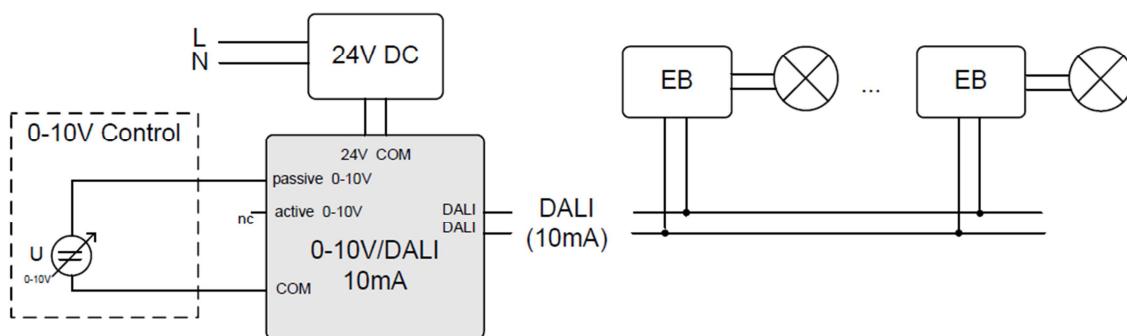 L
N
24V DC
EB
...
EB
0-10V Control
24V COM
passive 0-10V
nc
active 0-10V
DALI
DALI
DALI
(10mA)
0-10V/DALI
10mA
U
0-10V
COM